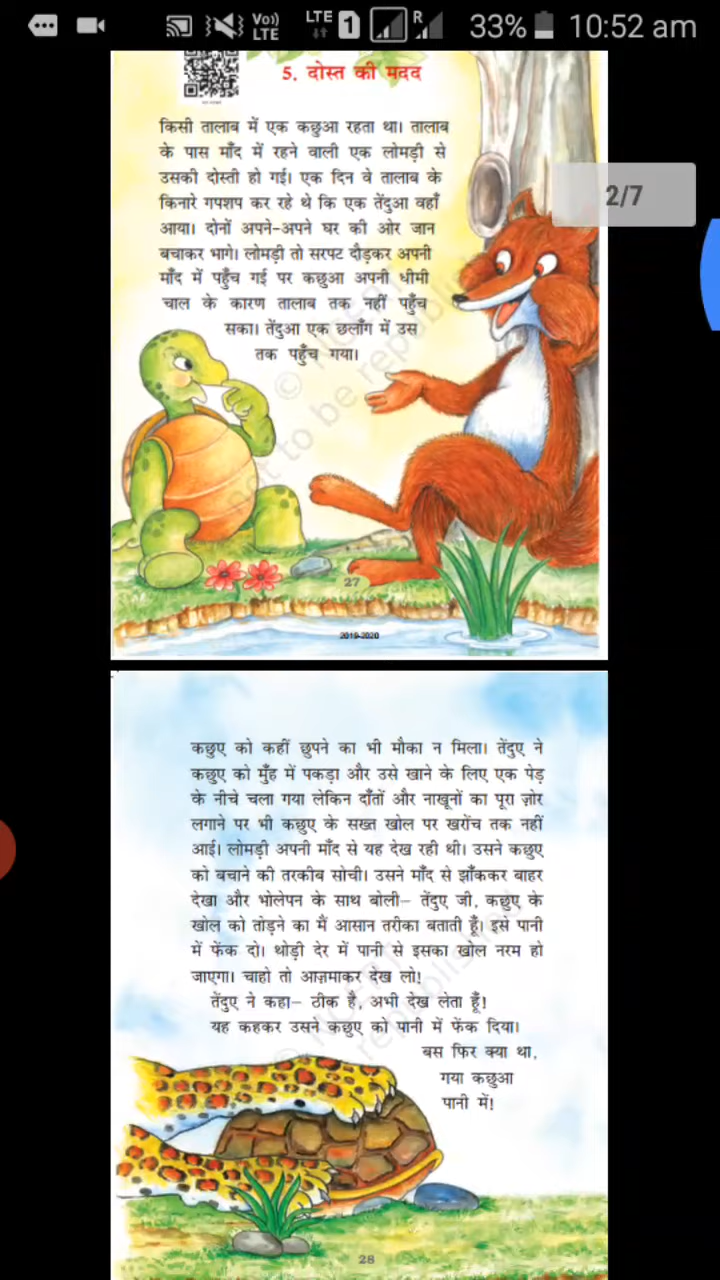 Vo))
LTE
LTE
1
R
33%
10:52 am
5. दोस्त की मदद
किसी तालाब में एक कछुआ रहता था। तालाब
के पास माँद में रहने वाली एक लोमड़ी से
उसकी दोस्ती हो गई। एक दिन वे तालाब के
किनारे गपशप कर रहे थे कि एक तेंदुआ वहाँ
आया। दोनों अपने-अपने घर की ओर जान
बचाकर भागे। लोमड़ी तो सरपट दौड़कर अपनी
माँद में पहुँच गई पर कछुआ अपनी धीमी
चाल के कारण तालाब तक नहीं पहुँच
सका। तेंदुआ एक छलाँग में उस
तक पहुँच गया।
2/7
27
2019-2020
कछुए को कहीं छुपने का भी मौका न मिला। तेंदुए ने
कछुए को मुँह में पकड़ा और उसे खाने के लिए एक पेड़
के नीचे चला गया लेकिन दाँतों और नाखूनों का पूरा ज़ोर
लगाने पर भी कछुए के सख्त खोल पर खरोंच तक नहीं
आई। लोमड़ी अपनी माँद से यह देख रही थी। उसने कछुए
को बचाने की तरकीब सोची। उसने माँद से झाँककर बाहर
देखा और भोलेपन के साथ बोली– तेंदुए जी, कछुए के
खोल को तोड़ने का मैं आसान तरीका बताती हूँ। इसे पानी
में फेंक दो। थोड़ी देर में पानी से इसका खोल नरम हो
जाएगा। चाहो तो आज़माकर देख लो!
तेंदुए ने कहा– ठीक है, अभी देख लेता हूँ!
यह कहकर उसने कछुए को पानी में फेंक दिया।
बस फिर क्या था,
गया कछुआ
पानी में!
28